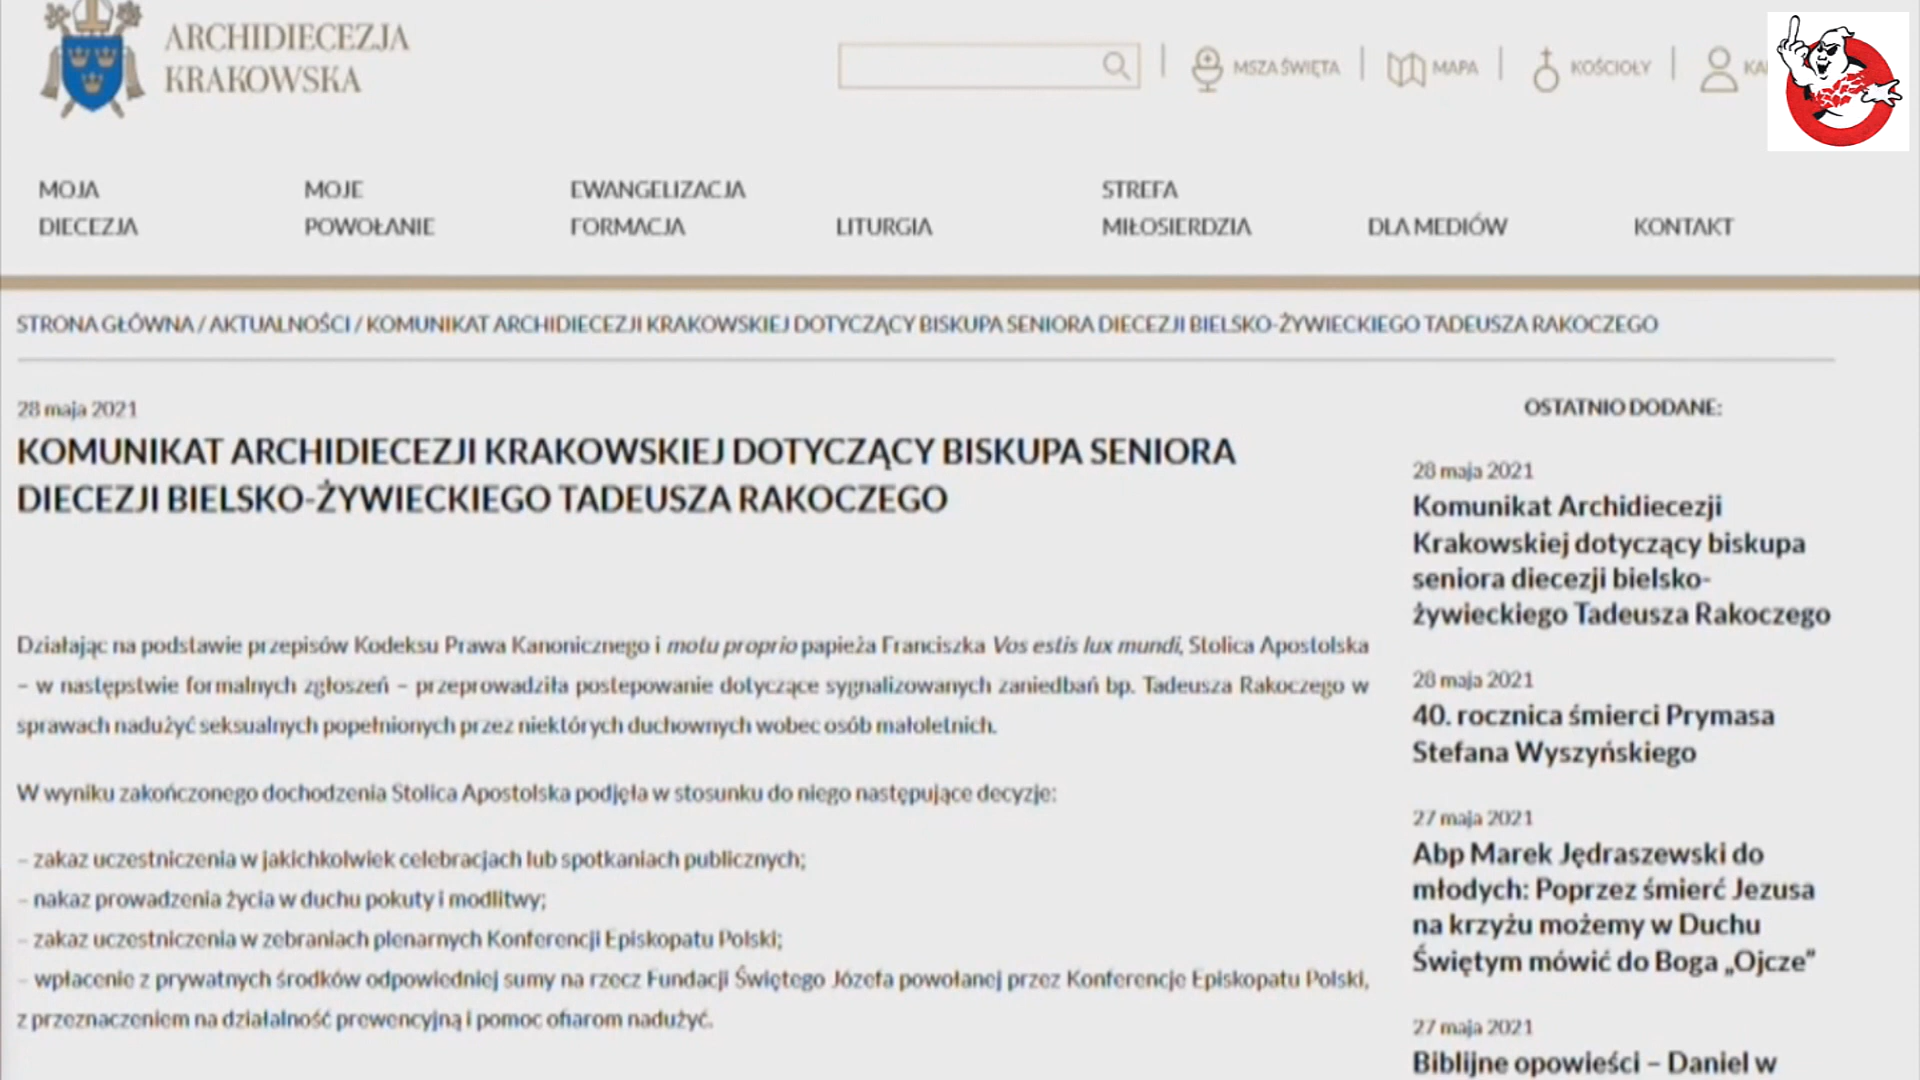 ARCHIDIECEZJA
KRAKOWSKA
MSZA ŚWIĘTA
MAPA
KOŚCIOŁY
MOJA
DIECEZJA
MOJE
POWOŁANIE
EWANGELIZACJA
FORMACJA
LITURGIA
STREFA
MIŁOSIERDZIA
DLA MEDIÓW
KONTAKT
STRONA GŁÓWNA / AKTUALNOŚCI / KOMUNIKAT ARCHIDIECEZJI KRAKOWSKIEJ DOTYCZĄCY BISKUPA SENIORA DIECEZJI BIELSKO-ŻYWIECKIEGO TADEUSZA RAKOCZEGO
28 maja 2021
KOMUNIKAT ARCHIDIECEZJI KRAKOWSKIEJ DOTYCZĄCY BISKUPA SENIORA
DIECEZJI BIELSKO-ŻYWIECKIEGO TADEUSZA RAKOCZEGO
Działając na podstawie przepisów Kodeksu Prawa Kanonicznego i motu proprio papieża Franciszka Vos estis lux mundi, Stolica Apostolska
– w następstwie formalnych zgłoszeń – przeprowadziła postepowanie dotyczące sygnalizowanych zaniedbań bp. Tadeusza Rakoczego w
sprawach nadużyć seksualnych popełnionych przez niektórych duchownych wobec osób małoletnich.
W wyniku zakończonego dochodzenia Stolica Apostolska podjęła w stosunku do niego następujące decyzje:
– zakaz uczestniczenia w jakichkolwiek celebracjach lub spotkaniach publicznych;
– nakaz prowadzenia życia w duchu pokuty i modlitwy;
– zakaz uczestniczenia w zebraniach plenarnych Konferencji Episkopatu Polski;
– wpłacenie z prywatnych środków odpowiedniej sumy na rzecz Fundacji Świętego Józefa powołanej przez Konferencje Episkopatu Polski,
z przeznaczeniem na działalność prewencyjną i pomoc ofiarom nadużyć.
OSTATNIO DODANE:
28 maja 2021
Komunikat Archidiecezji
Krakowskiej dotyczący biskupa
seniora diecezji bielsko-
żywieckiego Tadeusza Rakoczego
28 maja 2021
40. rocznica śmierci Prymasa
Stefana Wyszyńskiego
27 maja 2021
Abp Marek Jędraszewski do
młodych: Poprzez śmierć Jezusa
na krzyżu możemy w Duchu
Świętym mówić do Boga „Ojcze”
27 maja 2021
Biblijne opowieści – Daniel w